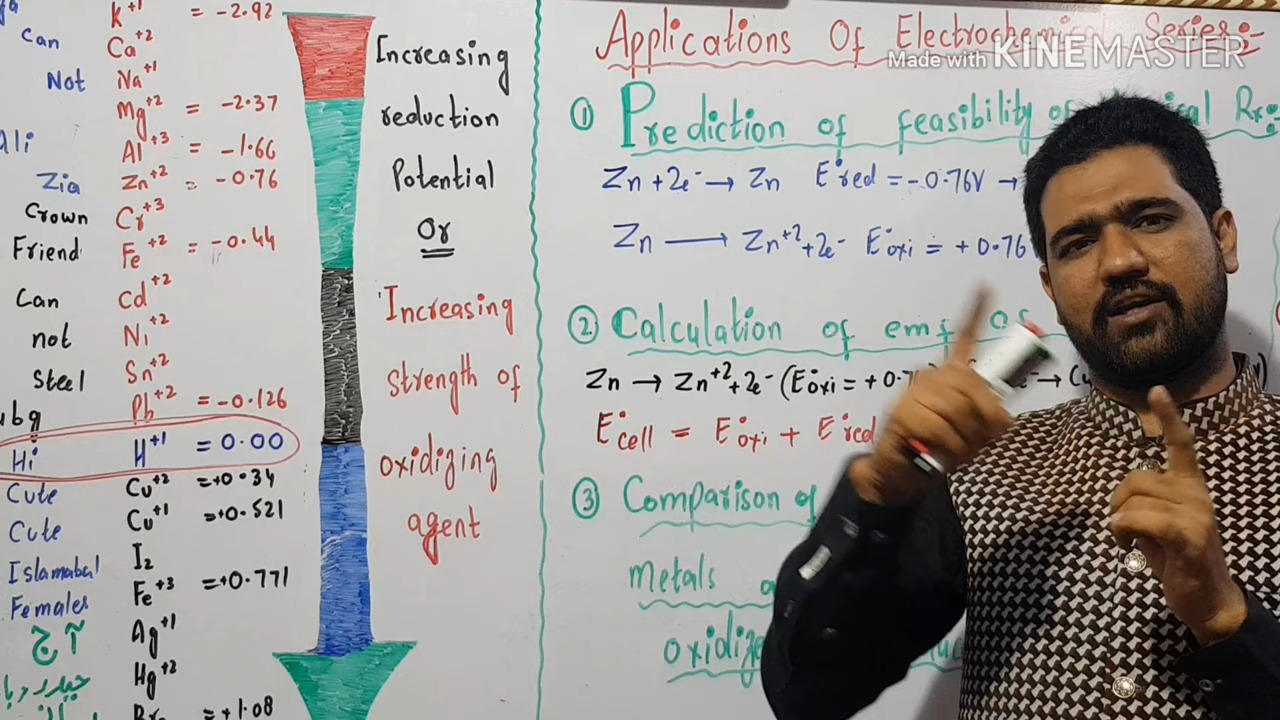 K+1 = -2.92
Can Ca+2
Not Na+1
Mg+2 = -2.37
Ali Al+3 = -1.66
Zia Zn+2 = -0.76
Crown Cr+3
Friend Fe+2 = -0.44
Can Cd+2
not Ni+2
Steel Sn+2
Pb+2 = -0.126
Hi H+1 = 0.00
Cute Cu+2 =+0.34
Cute Cu+1 =+0.521
Islamabad I2
Females Fe+3 =+0.771
آج Ag+1
Hg+2
=+1.08
Increasing
reduction
Potential
Or
Increasing
strength of
oxidizing
agent
Applications Of Electrochemical Series:-
Made with KINEMASTER
① Prediction of feasibility of Rxn:
Zn + 2e- → Zn E°red = -0.76V →
Zn → Zn+2 + 2e- E°oxi = +0.76
② Calculation of emf of
Zn → Zn+2 + 2e- (E°oxi = +0.7
E°cell = E°oxi + E°red
③ Comparison of
metals